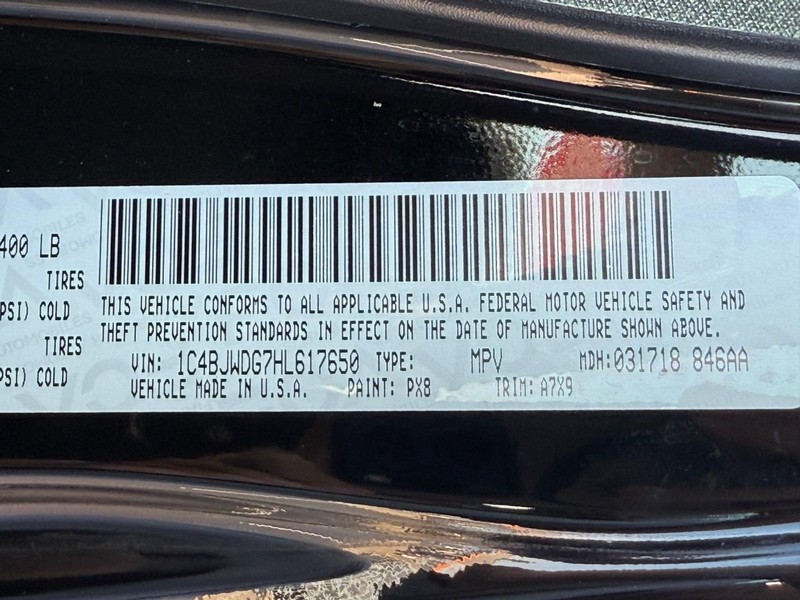 400 LB
TIRES
PSI) COLD
TIRES
PSI) COLD
THIS VEHICLE CONFORMS TO ALL APPLICABLE U.S.A. FEDERAL MOTOR VEHICLE SAFETY AND
THEFT PREVENTION STANDARDS IN EFFECT ON THE DATE OF MANUFACTURE SHOWN ABOVE.
VIN: 1C4BJWDG7HL617650 TYPE: MPV MDH:031718 846AA
VEHICLE MADE IN U.S.A. PAINT: PX8 TRIM: A7X9